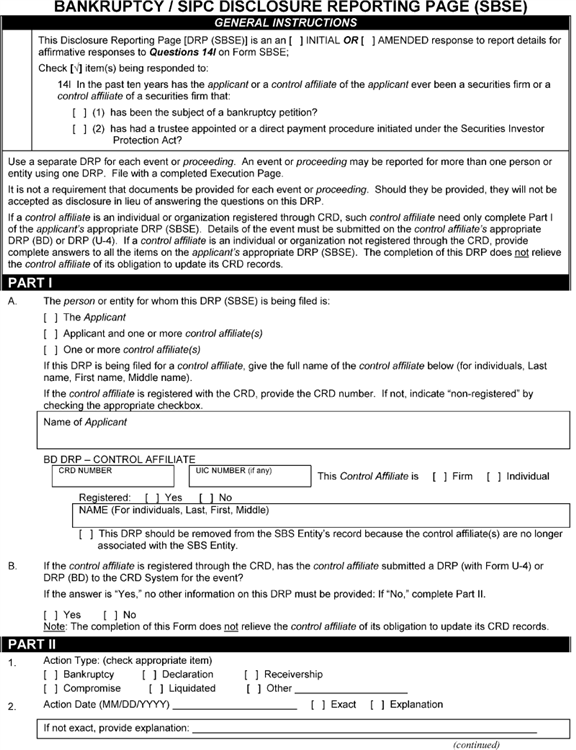 BANKRUPTCY / SIPC DISCLOSURE REPORTING PAGE (SBSE)
GENERAL INSTRUCTIONS
This Disclosure Reporting Page [DRP (SBSE)] is an an [ ] INITIAL OR [ ] AMENDED response to report details for
affirmative responses to Questions 14I on Form SBSE;
Check [√] item(s) being responded to:
14I In the past ten years has the applicant or a control affiliate of the applicant ever been a securities firm or a
control affiliate of a securities firm that:
[ ] (1) has been the subject of a bankruptcy petition?
[ ] (2) has had a trustee appointed or a direct payment procedure initiated under the Securities Investor
Protection Act?
Use a separate DRP for each event or proceeding. An event or proceeding may be reported for more than one person or
entity using one DRP. File with a completed Execution Page.
It is not a requirement that documents be provided for each event or proceeding. Should they be provided, they will not be
accepted as disclosure in lieu of answering the questions on this DRP.
If a control affiliate is an individual or organization registered through CRD, such control affiliate need only complete Part I
of the applicant's appropriate DRP (SBSE). Details of the event must be submitted on the control affiliate's appropriate
DRP (BD) or DRP (U-4). If a control affiliate is an individual or organization not registered through the CRD, provide
complete answers to all the items on the applicant's appropriate DRP (SBSE). The completion of this DRP does not relieve
the control affiliate of its obligation to update its CRD records.
PART I
A. The person or entity for whom this DRP (SBSE) is being filed is:
[ ] The Applicant
[ ] Applicant and one or more control affiliate(s)
[ ] One or more control affiliate(s)
If this DRP is being filed for a control affiliate, give the full name of the control affiliate below (for individuals, Last
name, First name, Middle name).
If the control affiliate is registered with the CRD, provide the CRD number. If not, indicate "non-registered" by
checking the appropriate checkbox.
Name of Applicant
BD DRP – CONTROL AFFILIATE
CRD NUMBER UIC NUMBER (if any) This Control Affiliate is [ ] Firm [ ] Individual
Registered: [ ] Yes [ ] No
NAME (For individuals, Last, First, Middle)
[ ] This DRP should be removed from the SBS Entity's record because the control affiliate(s) are no longer
associated with the SBS Entity.
B. If the control affiliate is registered through the CRD, has the control affiliate submitted a DRP (with Form U-4) or
DRP (BD) to the CRD System for the event?
If the answer is "Yes," no other information on this DRP must be provided; If "No," complete Part II.
[ ] Yes [ ] No
Note: The completion of this Form does not relieve the control affiliate of its obligation to update its CRD records.
PART II
1. Action Type: (check appropriate item)
[ ] Bankruptcy [ ] Declaration [ ] Receivership
[ ] Compromise [ ] Liquidated [ ] Other ____________________
2. Action Date (MM/DD/YYYY) ____________________ [ ] Exact [ ] Explanation
If not exact, provide explanation: ____________________
(continued)